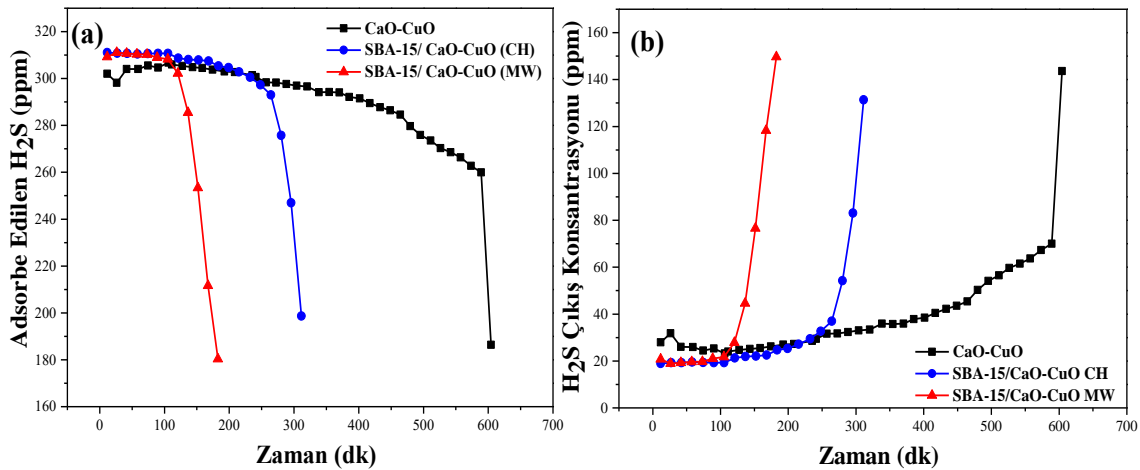 (a)
CaO-CuO
SBA-15/ CaO-CuO (CH)
SBA-15/ CaO-CuO (MW)
Adsorbe Edilen H2S (ppm)
320
300
280
260
240
220
200
180
160
0 100 200 300 400 500 600 700
Zaman (dk)
(b)
CaO-CuO
SBA-15/CaO-CuO CH
SBA-15/CaO-CuO MW
H2S Çıkış Konsantrasyonu (ppm)
160
140
120
100
80
60
40
20
0
0 100 200 300 400 500 600 700
Zaman (dk)